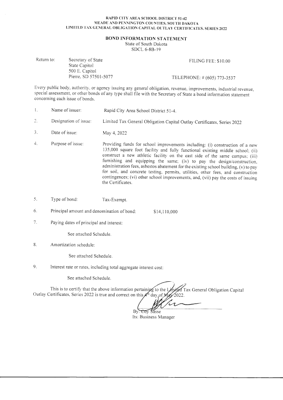 RAPID CITY AREA SCHOOL DISTRICT 51-4
MEADE AND PENNINGTON COUNTIES, SOUTH DAKOTA
LIMITED TAX GENERAL OBLIGATION CAPITAL OUTLAY CERTIFICATES, SERIES 2022
BOND INFORMATION STATEMENT
State of South Dakota
SDCL 6-8B-19
Return to: Secretary of State FILING FEE: $10.00
State Capitol
500 E. Capitol
Pierre, SD 57501-5077 TELEPHONE: # (605) 773-3537
Every public body, authority, or agency issuing any general obligation, revenue, improvement, industrial revenue,
special assessment, or other bonds of any type shall file with the Secretary of State a bond information statement
concerning each issue of bonds.
1. Name of issuer: Rapid City Area School District 51-4
2. Designation of issue: Limited Tax General Obligation Capital Outlay Certificates, Series 2022
3. Date of issue: May 4, 2022
4. Purpose of issue: Providing funds for school improvements including: (i) construction of a new
135,000 square foot facility and fully functional existing middle school; (ii)
construct a new athletic facility on the east side of the same campus; (iii)
furnishing and equipping the same; (iv) to pay the design/construction,
administration fees, asbestos abatement for the existing school building, (v) to pay
for soil, and concrete testing, permits, utilities, other fees, and construction
contingences; (vi) other school improvements, and, (vii) pay the costs of issuing
the Certificates.
5. Type of bond: Tax-Exempt.
6. Principal amount and denomination of bond:
7. Paying dates of principal and interest:
See attached Schedule.
8. Amortization schedule:
See attached Schedule.
9. Interest rate or rates, including total aggregate interest cost:
See attached Schedule.
This is to certify that the above information pertaining to the Limited Tax General Obligation Capital
Outlay Certificates, Series 2022 is true and correct on this 4th day of May 2022.
By:
Its: Business Manager